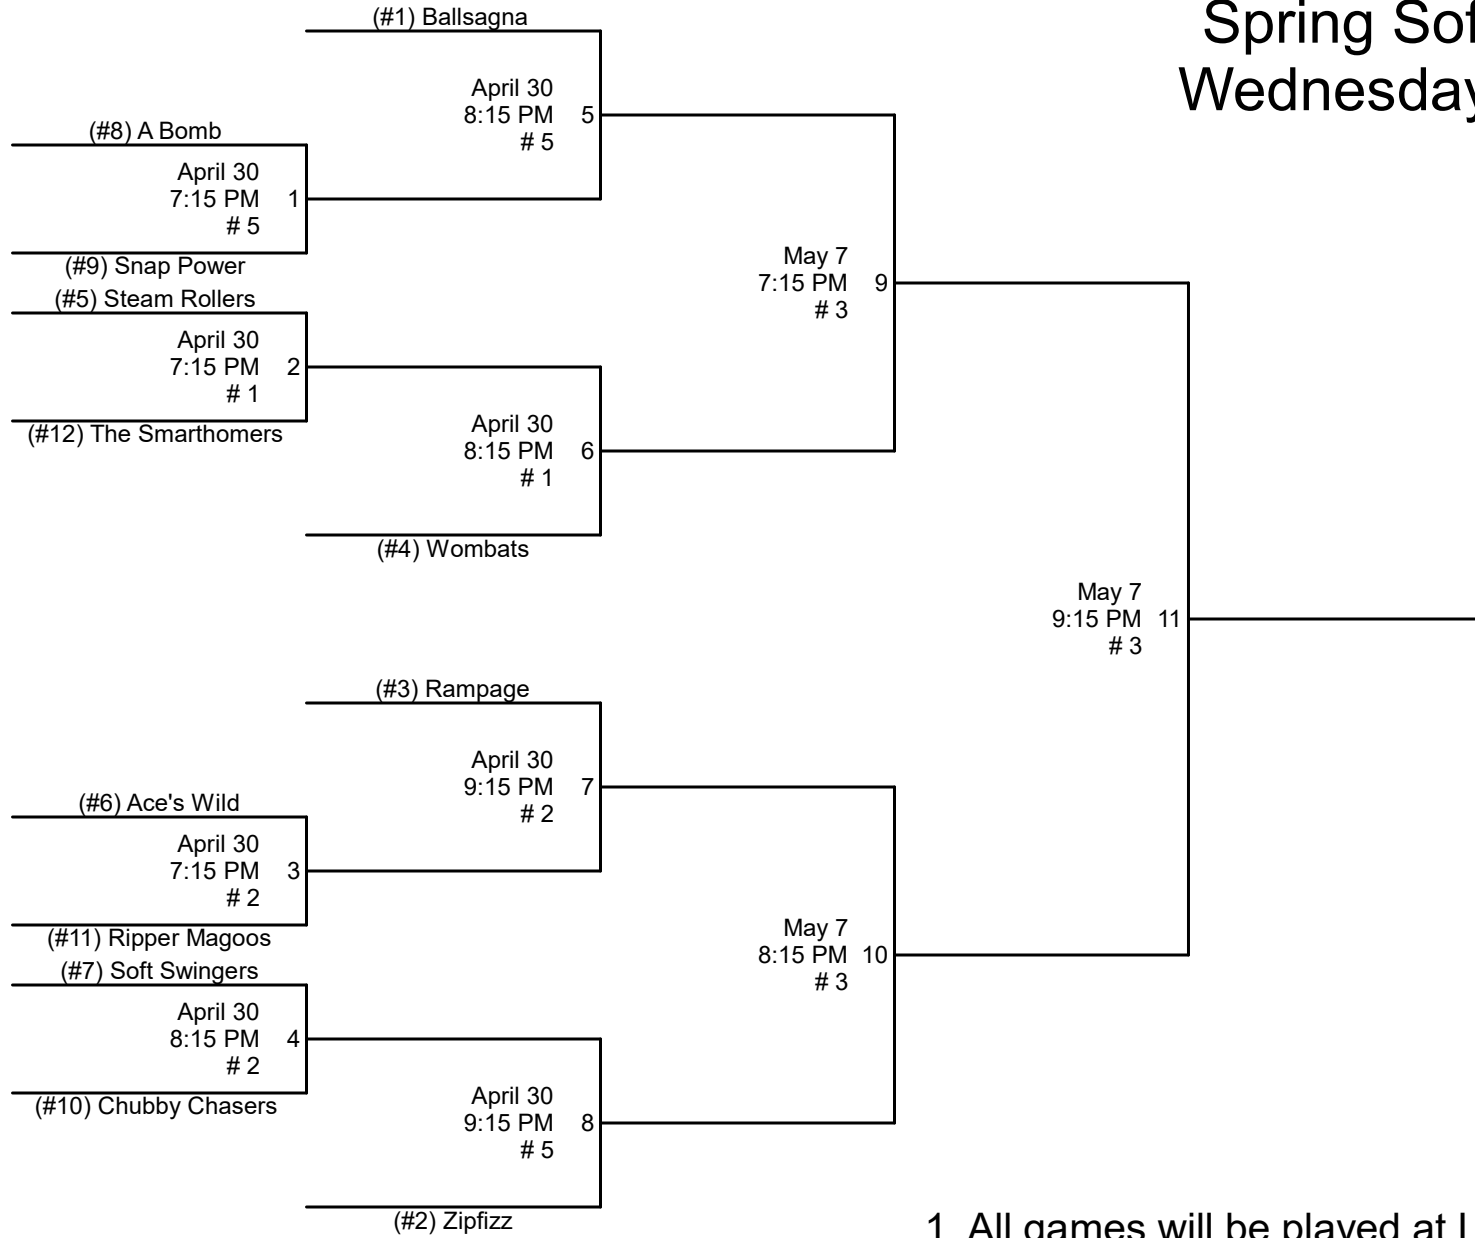 (#1) Ballsagna
Spring Sof
Wednesday
April 30
8:15 PM 5
# 5
(#8) A Bomb
April 30
7:15 PM 1
# 5
(#9) Snap Power
(#5) Steam Rollers
April 30
7:15 PM 2
# 1
(#12) The Smarthomers
May 7
7:15 PM 9
# 3
April 30
8:15 PM 6
# 1
(#4) Wombats
May 7
9:15 PM 11
# 3
(#3) Rampage
April 30
9:15 PM 7
# 2
(#6) Ace's Wild
April 30
7:15 PM 3
# 2
(#11) Ripper Magoos
(#7) Soft Swingers
April 30
8:15 PM 4
# 2
(#10) Chubby Chasers
May 7
8:15 PM 10
# 3
April 30
9:15 PM 8
# 5
(#2) Zipfizz
1. All games will be played at